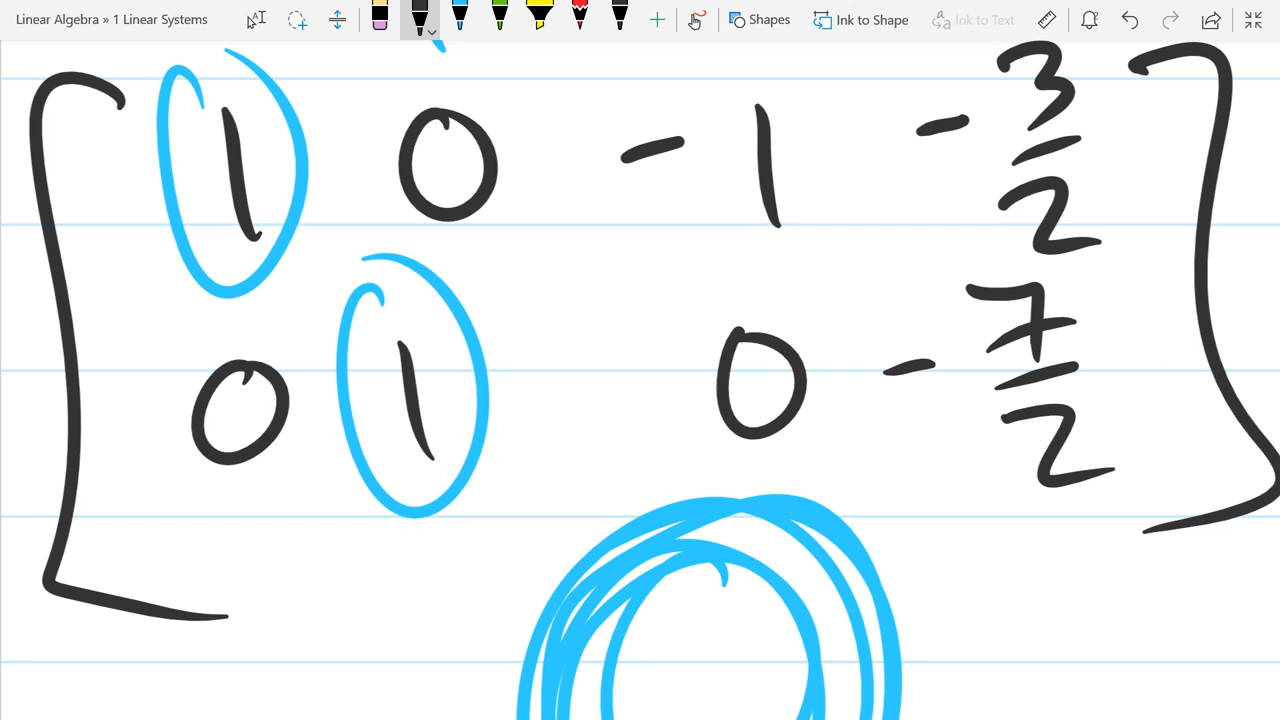 Linear Algebra » 1 Linear Systems Shapes Ink to Shape Ink to Text
1 0 -1 -3/2
0 1 0 -7/2